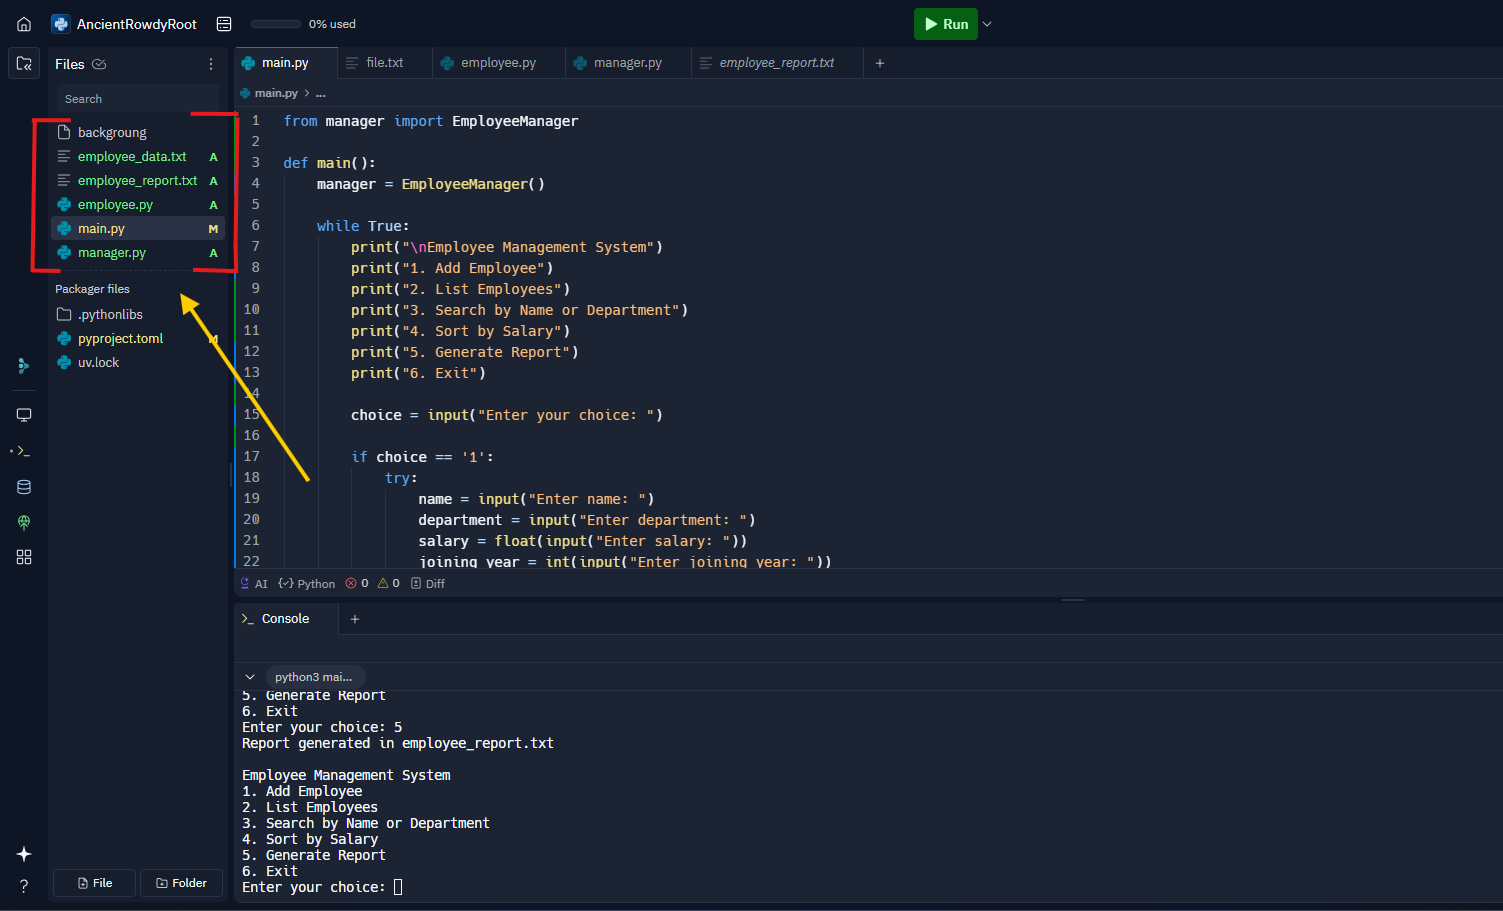 AncientRowdyRoot 0% used Run
Files
main.py file.txt employee.py manager.py employee_report.txt +
Search
main.py > ...
backgroung
employee_data.txt A
employee_report.txt A
employee.py A
main.py M
manager.py A
Packager files
.pythonlibs
pyproject.toml M
uv.lock
File Folder
1 from manager import EmployeeManager
2
3 def main():
4 manager = EmployeeManager()
5
6 while True:
7 print("\nEmployee Management System")
8 print("1. Add Employee")
9 print("2. List Employees")
10 print("3. Search by Name or Department")
11 print("4. Sort by Salary")
12 print("5. Generate Report")
13 print("6. Exit")
14
15 choice = input("Enter your choice: ")
16
17 if choice == '1':
18 try:
19 name = input("Enter name: ")
20 department = input("Enter department: ")
21 salary = float(input("Enter salary: "))
22 joining_year = int(input("Enter joining year: "))
AI Python 0 0 Diff
Console +
python3 mai...
5. Generate Report
6. Exit
Enter your choice: 5
Report generated in employee_report.txt
Employee Management System
1. Add Employee
2. List Employees
3. Search by Name or Department
4. Sort by Salary
5. Generate Report
6. Exit
Enter your choice: